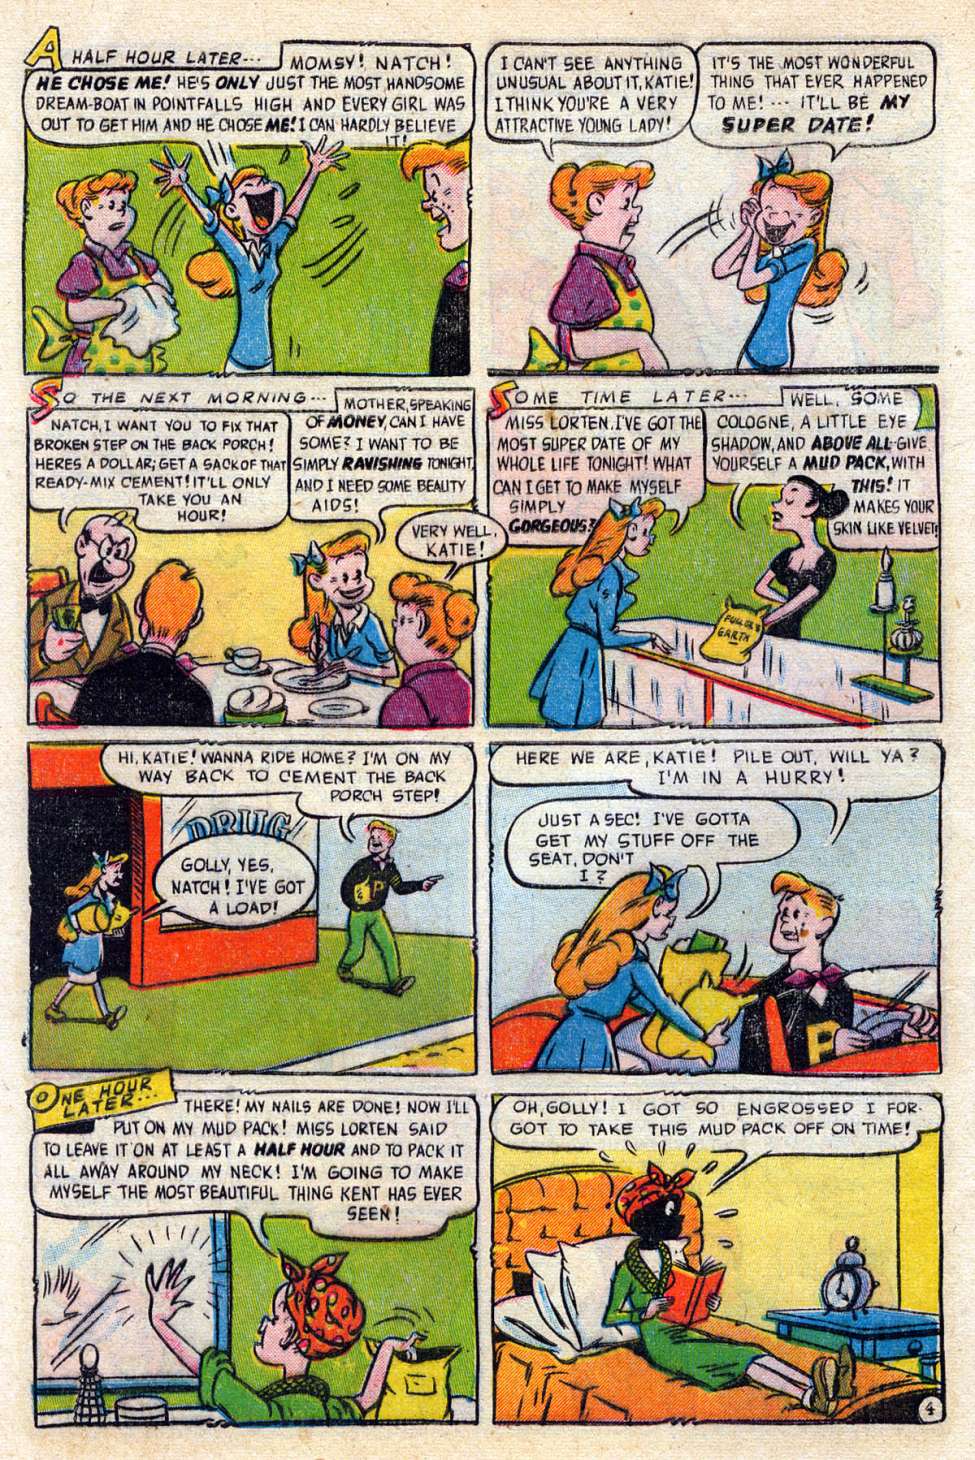 A HALF HOUR LATER...
MOMSY! NATCH!
HE CHOSE ME! HE'S ONLY JUST THE MOST HANDSOME
DREAM-BOAT IN POINTFALLS HIGH AND EVERY GIRL WAS
OUT TO GET HIM AND HE CHOSE ME! I CAN HARDLY BELIEVE
IT!
I CAN'T SEE ANYTHING
UNUSUAL ABOUT IT, KATIE!
I THINK YOU'RE A VERY
ATTRACTIVE YOUNG LADY!
IT'S THE MOST WONDERFUL
THING THAT EVER HAPPENED
TO ME! --- IT'LL BE MY
SUPER DATE!
SO THE NEXT MORNING...
NATCH, I WANT YOU TO FIX THAT
BROKEN STEP ON THE BACK PORCH!
HERES A DOLLAR; GET A SACK OF THAT
READY-MIX CEMENT! IT'LL ONLY
TAKE YOU AN
HOUR!
MOTHER, SPEAKING
OF MONEY, CAN I HAVE
SOME? I WANT TO BE
SIMPLY RAVISHING TONIGHT,
AND I NEED SOME BEAUTY
AIDS!
VERY WELL,
KATIE!
SOME TIME LATER...
MISS LORTEN, I'VE GOT THE
MOST SUPER DATE OF MY
WHOLE LIFE TONIGHT! WHAT
CAN I GET TO MAKE MYSELF
SIMPLY
GORGEOUS?
WELL, SOME
COLOGNE, A LITTLE EYE
SHADOW, AND ABOVE ALL-GIVE
YOURSELF A MUD PACK, WITH
THIS! IT
MAKES YOUR
SKIN LIKE VELVET!
FULLER'S
EARTH
HI, KATIE! WANNA RIDE HOME? I'M ON MY
WAY BACK TO CEMENT THE BACK
PORCH STEP!
DRUG
GOLLY, YES,
NATCH! I'VE GOT
A LOAD!
P
HERE WE ARE, KATIE! PILE OUT, WILL YA?
I'M IN A HURRY!
JUST A SEC! I'VE GOTTA
GET MY STUFF OFF THE
SEAT, DON'T
I?
P
ONE HOUR
LATER...
THERE! MY NAILS ARE DONE! NOW I'LL
PUT ON MY MUD PACK! MISS LORTEN SAID
TO LEAVE IT ON AT LEAST A HALF HOUR AND TO PACK IT
ALL AWAY AROUND MY NECK! I'M GOING TO MAKE
MYSELF THE MOST BEAUTIFUL THING KENT HAS EVER
SEEN!
OH, GOLLY! I GOT SO ENGROSSED I FOR-
GOT TO TAKE THIS MUD PACK OFF ON TIME!
4